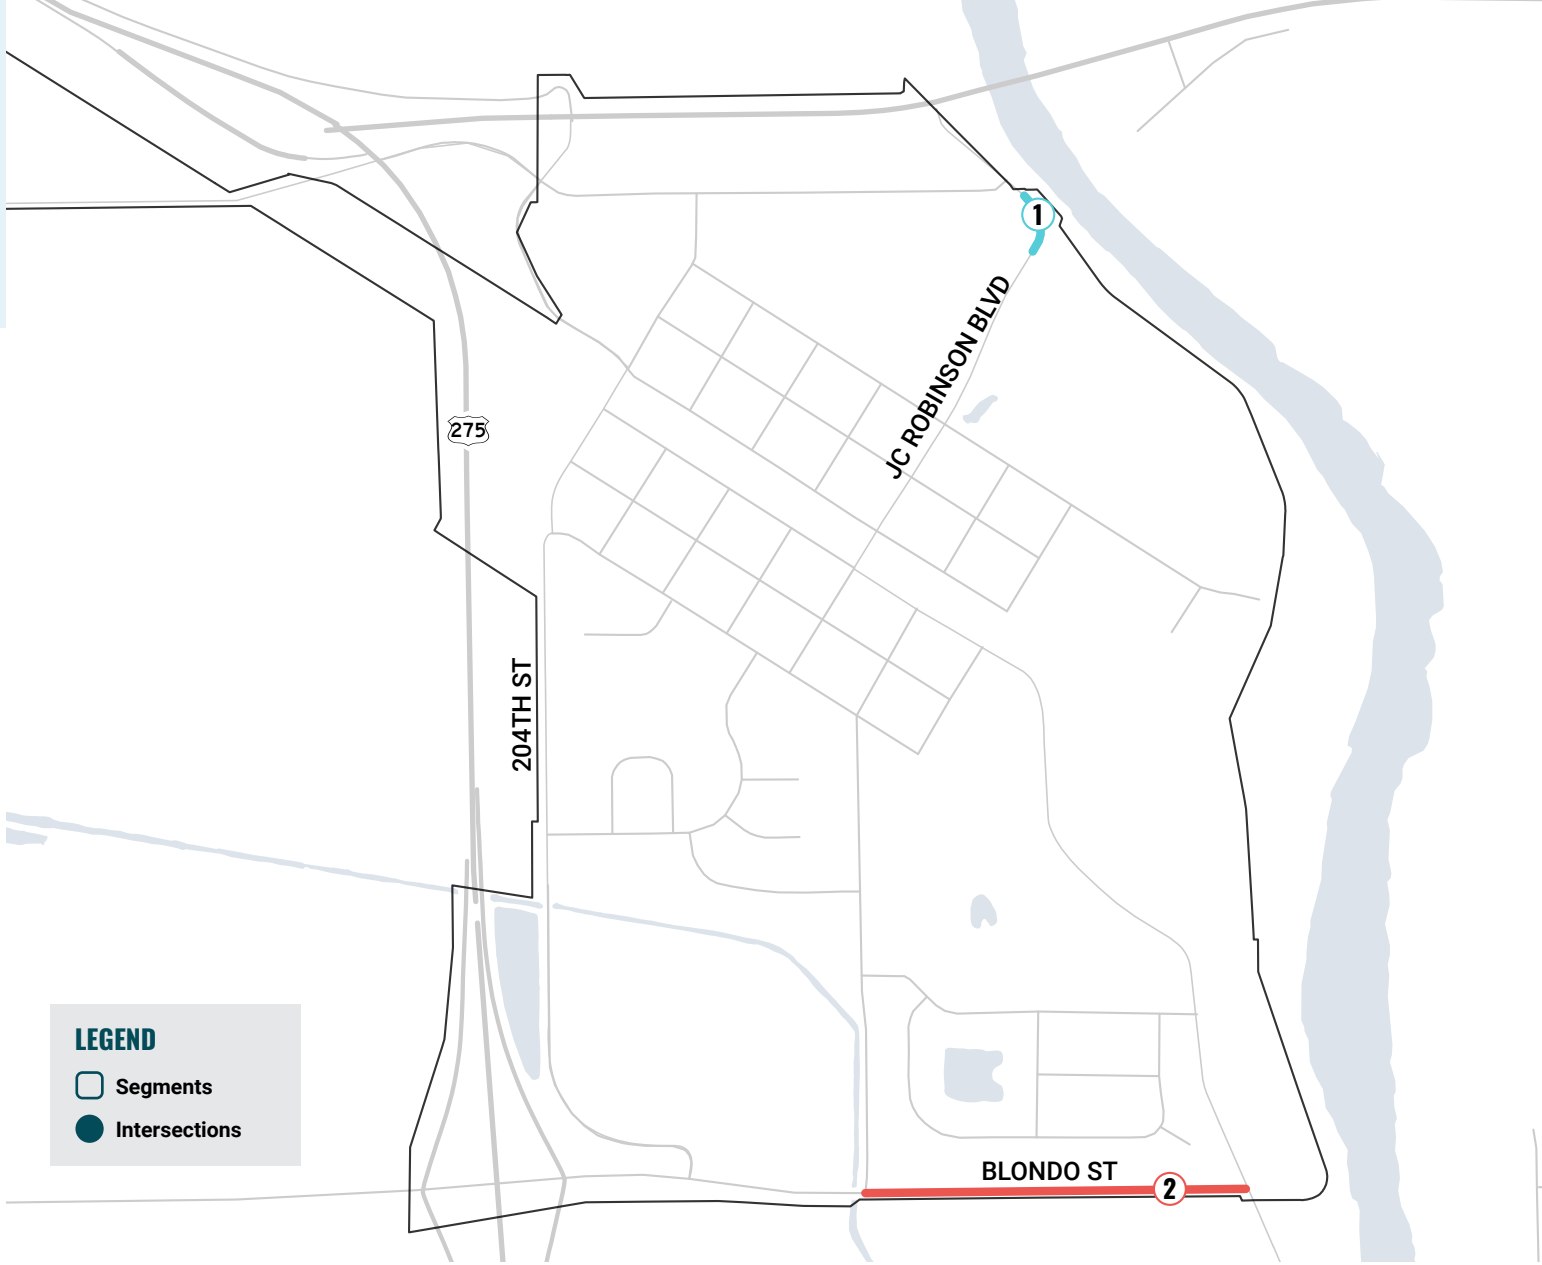 1
JC ROBINSON BLVD
275
204TH ST
LEGEND
Segments
Intersections
BLONDO ST
2